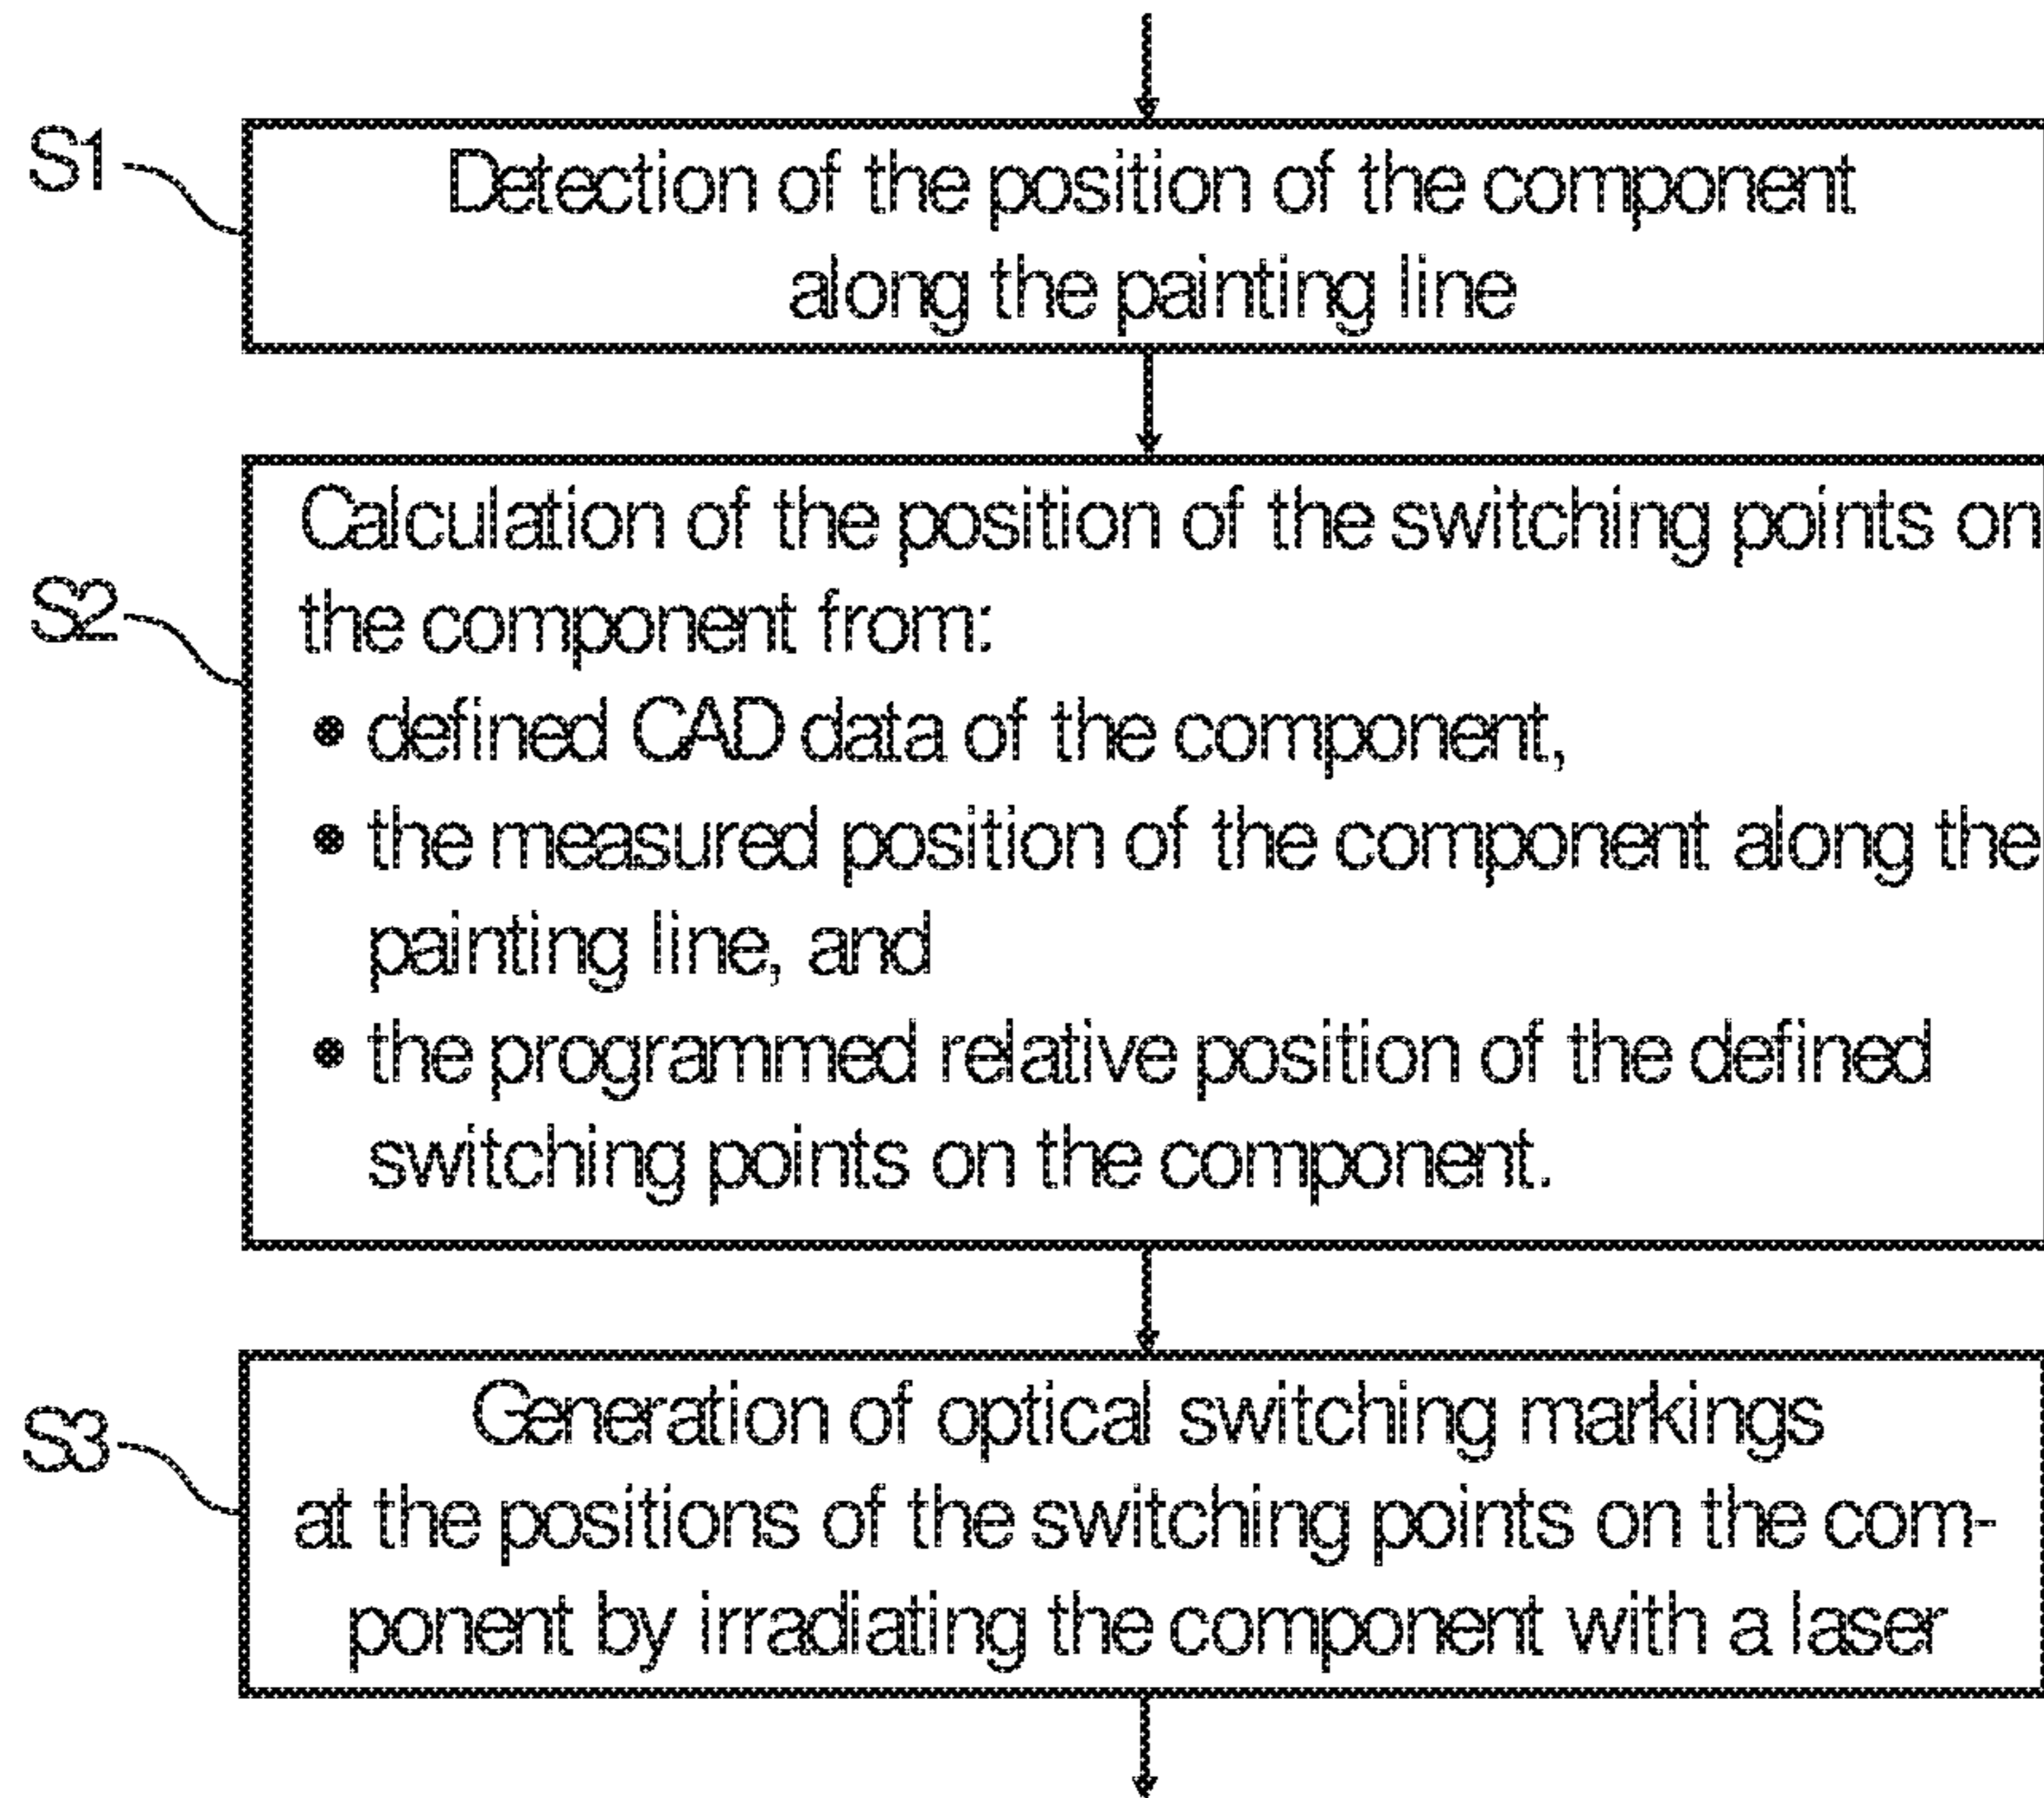 S1
Detection of the position of the component
along the painting line
S2
Calculation of the position of the switching points on
the component from:
• defined CAD data of the component,
• the measured position of the component along the
painting line, and
• the programmed relative position of the defined
switching points on the component.
S3
Generation of optical switching markings
at the positions of the switching points on the com-
ponent by irradiating the component with a laser